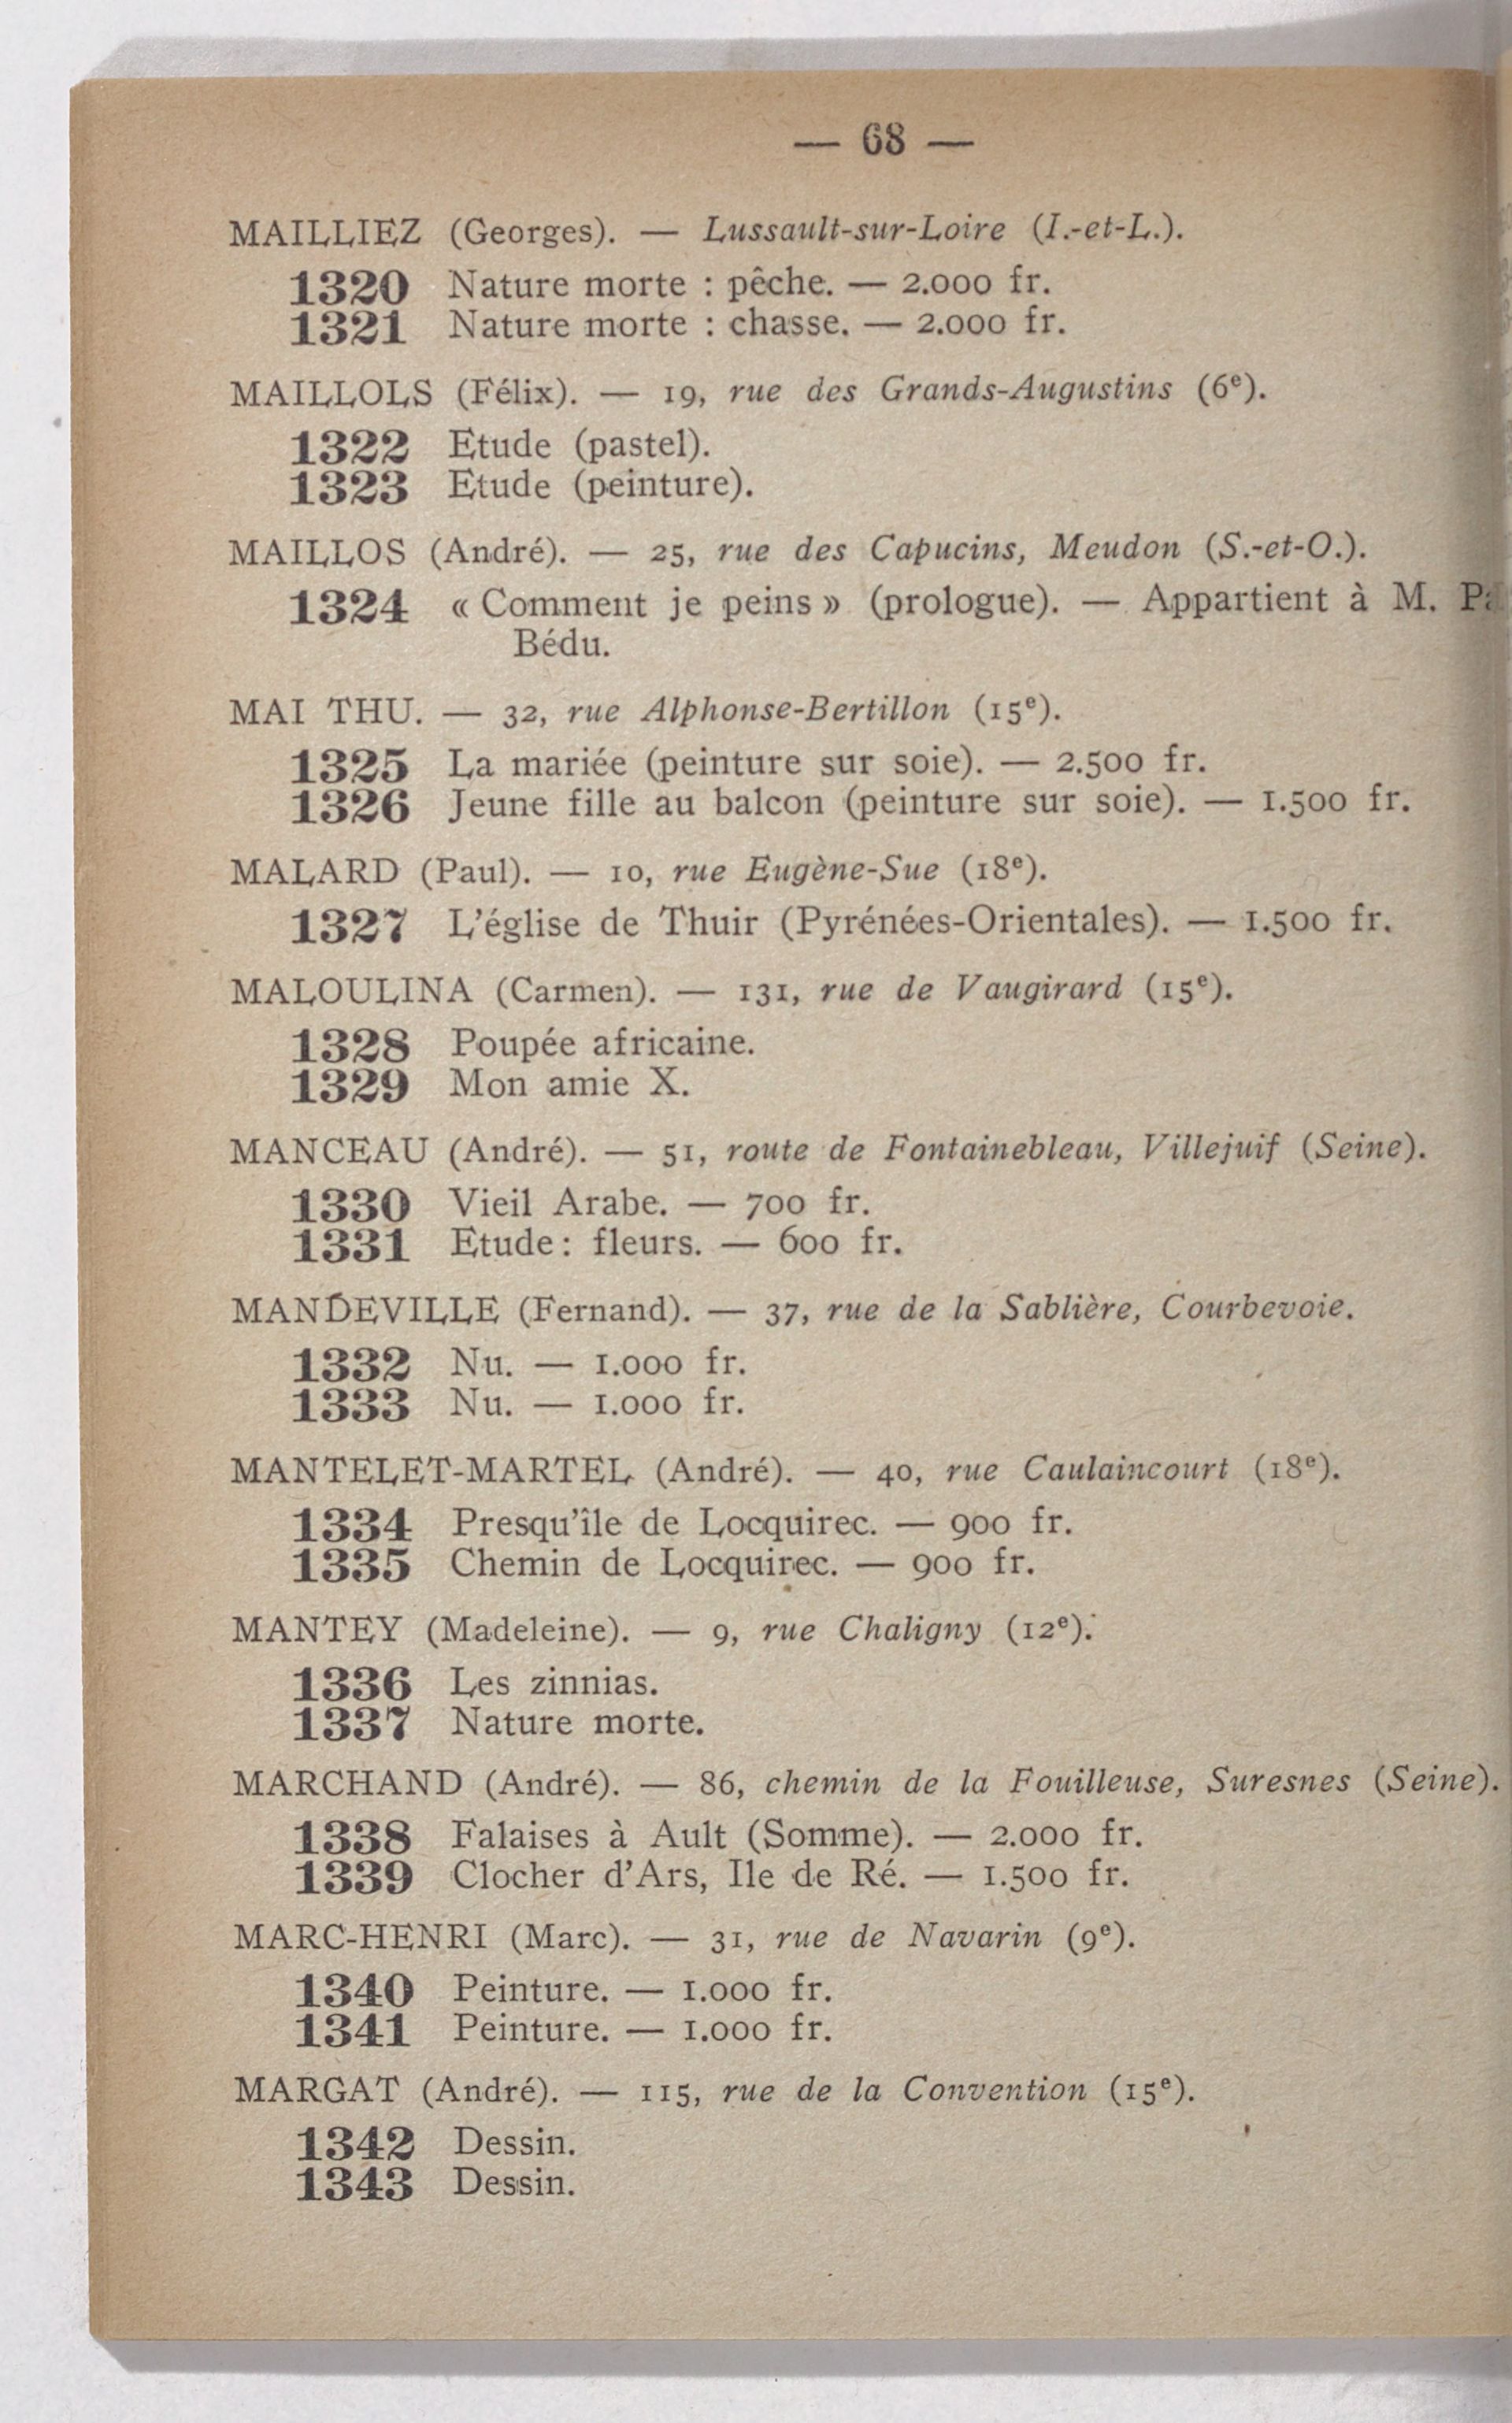 — 68 —
MAILLIEZ (Georges). — Lussault-sur-Loire (I.-et-L.).
1320 Nature morte : pêche. — 2.000 fr.
1321 Nature morte : chasse. — 2.000 fr.
MAILLOLS (Félix). — 19, rue des Grands-Augustins (6e).
1322 Etude (pastel).
1323 Etude (peinture).
MAILLOS (André). — 25, rue des Capucins, Meudon (S.-et-O.).
1324 « Comment je peins » (prologue). — Appartient à M.
Bédu.
MAI THU. — 32, rue Alphonse-Bertillon (15e).
1325 La mariée (peinture sur soie). — 2.500 fr.
1326 Jeune fille au balcon (peinture sur soie). — 1.500 fr.
MALARD (Paul). — 10, rue Eugène-Sue (18e).
1327 L'église de Thuir (Pyrénées-Orientales). — 1.500 fr.
MALOULINA (Carmen). — 131, rue de Vaugirard (15e).
1328 Poupée africaine.
1329 Mon amie X.
MANCEAU (André). — 51, route de Fontainebleau, Villejuif (Seine).
1330 Vieil Arabe. — 700 fr.
1331 Etude : fleurs. — 600 fr.
MANDEVILLE (Fernand). — 37, rue de la Sablière, Courbevoie.
1332 Nu. — 1.000 fr.
1333 Nu. — 1.000 fr.
MANTELET-MARTEL (André). — 40, rue Caulaincourt (18e).
1334 Presqu'île de Locquirec. — 900 fr.
1335 Chemin de Locquirec. — 900 fr.
MANTEY (Madeleine). — 9, rue Chaligny (12e).
1336 Les zinnias.
1337 Nature morte.
MARCHAND (André). — 86, chemin de la Fouilleuse, Suresnes (Seine).
1338 Falaises à Ault (Somme). — 2.000 fr.
1339 Clocher d'Ars, Ile de Ré. — 1.500 fr.
MARC-HENRI (Marc). — 31, rue de Navarin (9e).
1340 Peinture. — 1.000 fr.
1341 Peinture. — 1.000 fr.
MARGAT (André). — 115, rue de la Convention (15e).
1342 Dessin.
1343 Dessin.